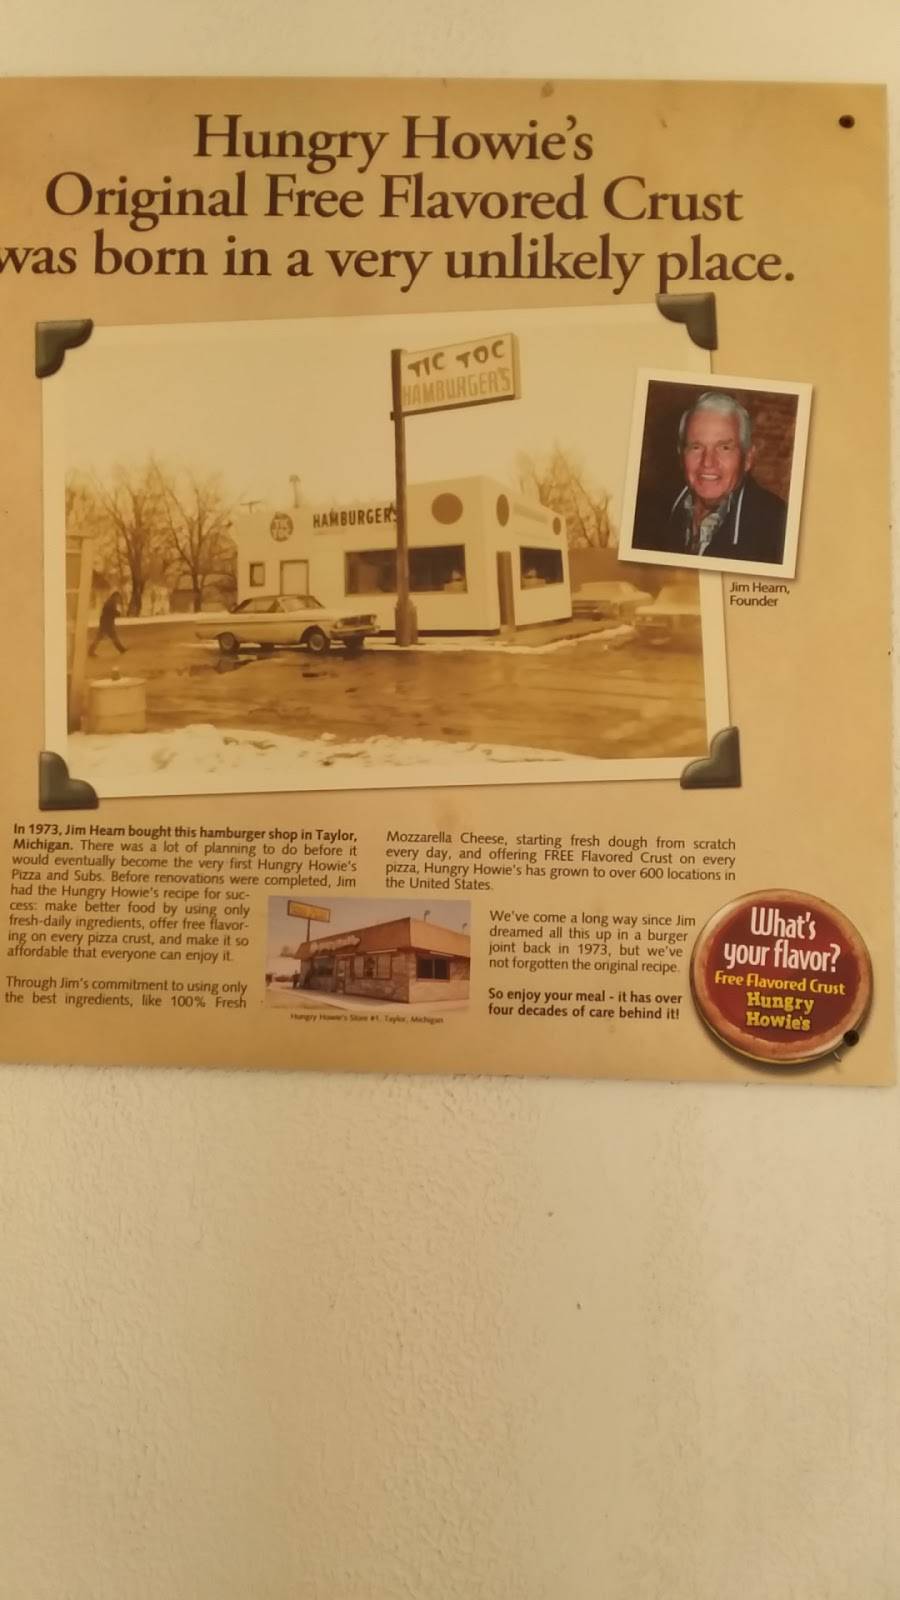 Hungry Howie's
Original Free Flavored Crust
was born in a very unlikely place.
TIC TOC
HAMBURGER'S
TIC
TOC
HAMBURGERS
Jim Hearn,
Founder
In 1973, Jim Hearn bought this hamburger shop in Taylor,
Michigan. There was a lot of planning to do before it
would eventually become the very first Hungry Howie's
Pizza and Subs. Before renovations were completed, Jim
had the Hungry Howie's recipe for suc-
cess: make better food by using only
fresh-daily ingredients, offer free flavor-
ing on every pizza crust, and make it so
affordable that everyone can enjoy it.
Through Jim's commitment to using only
the best ingredients, like 100% Fresh
Mozzarella Cheese, starting fresh dough from scratch
every day, and offering FREE Flavored Crust on every
pizza, Hungry Howie's has grown to over 600 locations in
the United States.
Hungry Howie's Store #1, Taylor, Michigan
We've come a long way since Jim
dreamed all this up in a burger
joint back in 1973, but we've
not forgotten the original recipe.
So enjoy your meal - it has over
four decades of care behind it!
What's
your flavor?
Free Flavored Crust
Hungry
Howie's